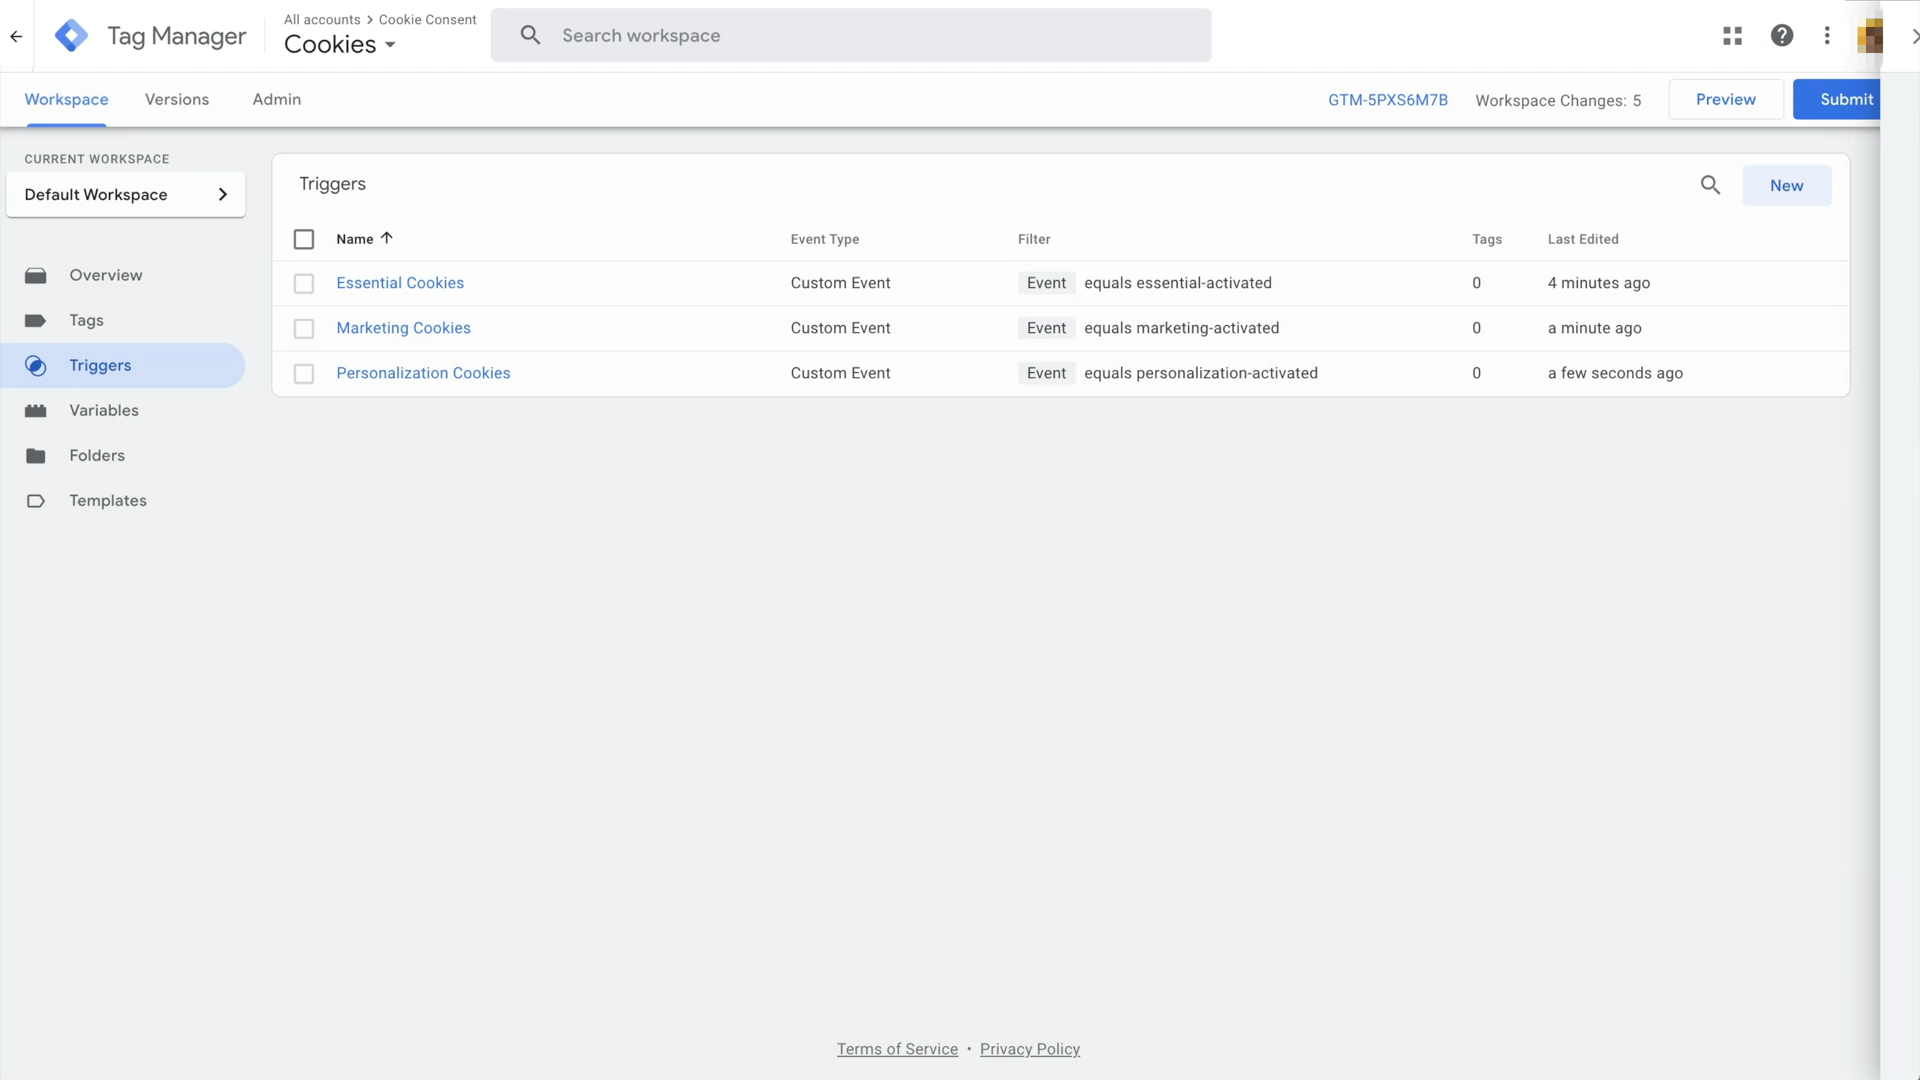 Tag Manager
All accounts > Cookie Consent
Cookies
Search workspace
Workspace
Versions
Admin
GTM-5PXS6M7B
Workspace Changes: 5
Preview
Submit
CURRENT WORKSPACE
Default Workspace
Overview
Tags
Triggers
Variables
Folders
Templates
Triggers
New
Name Event Type Filter Tags Last Edited
Essential Cookies Custom Event Event equals essential-activated 0 4 minutes ago
Marketing Cookies Custom Event Event equals marketing-activated 0 a minute ago
Personalization Cookies Custom Event Event equals personalization-activated 0 a few seconds ago
Terms of Service • Privacy Policy